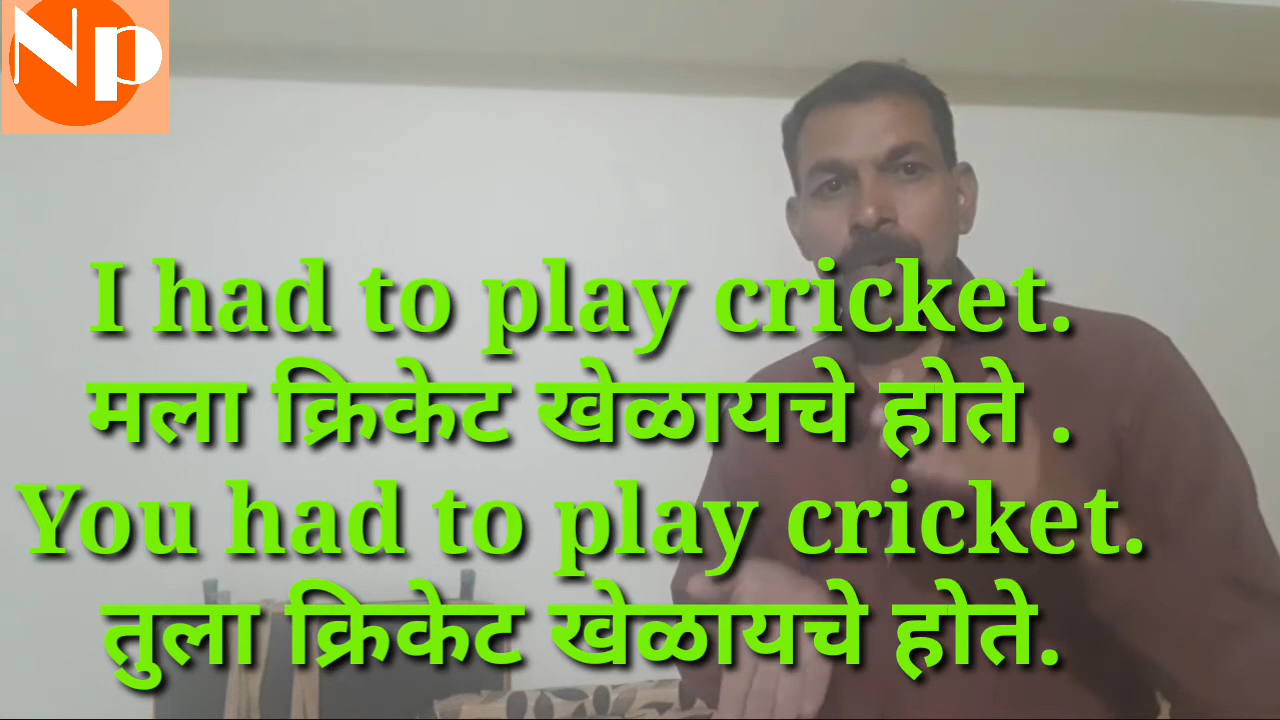 Np
I had to play cricket.
मला क्रिकेट खेळायचे होते .
You had to play cricket.
तुला क्रिकेट खेळायचे होते.